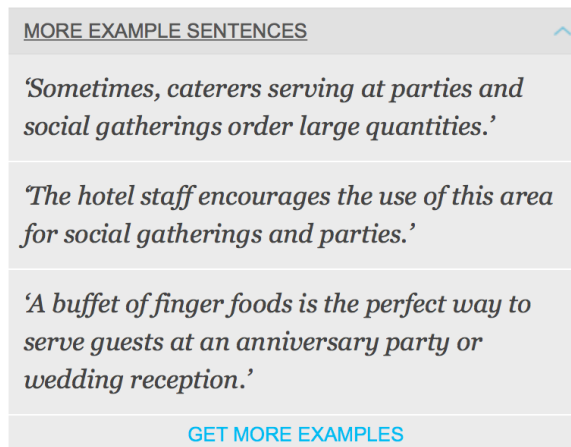 MORE EXAMPLE SENTENCES
‘Sometimes, caterers serving at parties and
social gatherings order large quantities.’
‘The hotel staff encourages the use of this area
for social gatherings and parties.’
‘A buffet of finger foods is the perfect way to
serve guests at an anniversary party or
wedding reception.’
GET MORE EXAMPLES